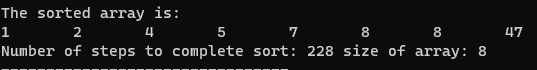 The sorted array is:
1 2 4 5 7 8 8 47
Number of steps to complete sort: 228 size of array: 8
--------------------------------